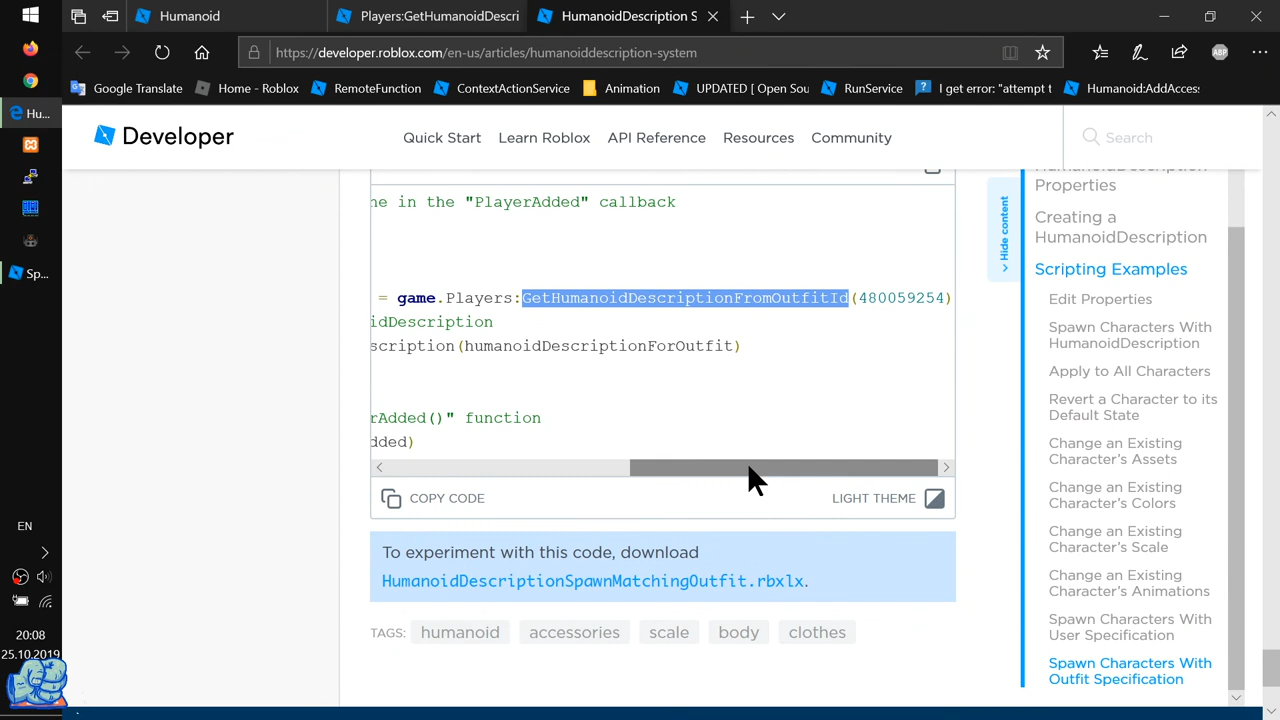 Humanoid
Players:GetHumanoidDescri
HumanoidDescription S
https://developer.roblox.com/en-us/articles/humanoiddescription-system
ABP
Google Translate
Home - Roblox
RemoteFunction
ContextActionService
Animation
UPDATED [ Open Sou
RunService
I get error: "attempt t
Humanoid:AddAcces
Hu...
Sp...
EN
20:08
25.10.2019
Developer
Quick Start
Learn Roblox
API Reference
Resources
Community
Search
ne in the "PlayerAdded" callback
= game.Players:GetHumanoidDescriptionFromOutfitId(480059254)
idDescription
scription(humanoidDescriptionForOutfit)
rAdded()" function
dded)
COPY CODE
LIGHT THEME
To experiment with this code, download
HumanoidDescriptionSpawnMatchingOutfit.rbxlx.
TAGS:
humanoid
accessories
scale
body
clothes
Hide content
HumanoidDescription
Properties
Creating a
HumanoidDescription
Scripting Examples
Edit Properties
Spawn Characters With
HumanoidDescription
Apply to All Characters
Revert a Character to its
Default State
Change an Existing
Character's Assets
Change an Existing
Character's Colors
Change an Existing
Character's Scale
Change an Existing
Character's Animations
Spawn Characters With
User Specification
Spawn Characters With
Outfit Specification